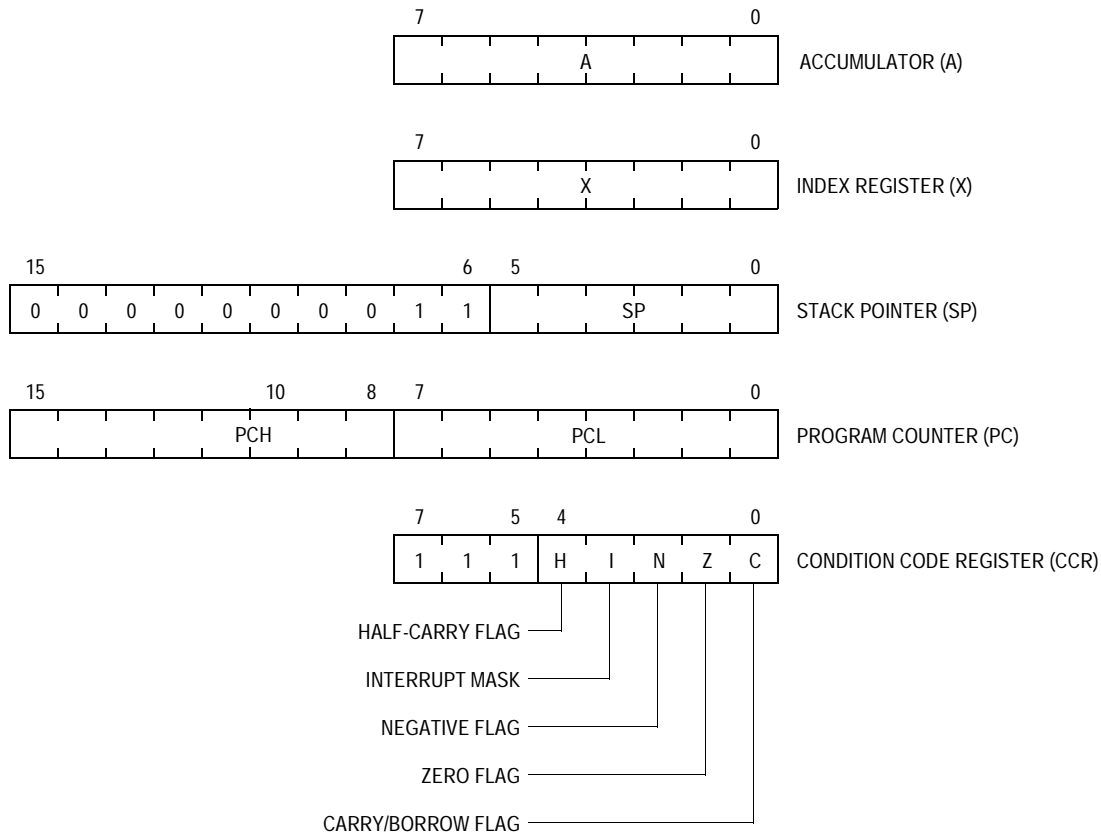 7 0
A ACCUMULATOR (A)
7 0
X INDEX REGISTER (X)
15 6 5 0
0 0 0 0 0 0 0 0 1 1 SP STACK POINTER (SP)
15 10 8 7 0
PCH PCL PROGRAM COUNTER (PC)
7 5 4 0
1 1 1 H I N Z C CONDITION CODE REGISTER (CCR)
HALF-CARRY FLAG
INTERRUPT MASK
NEGATIVE FLAG
ZERO FLAG
CARRY/BORROW FLAG